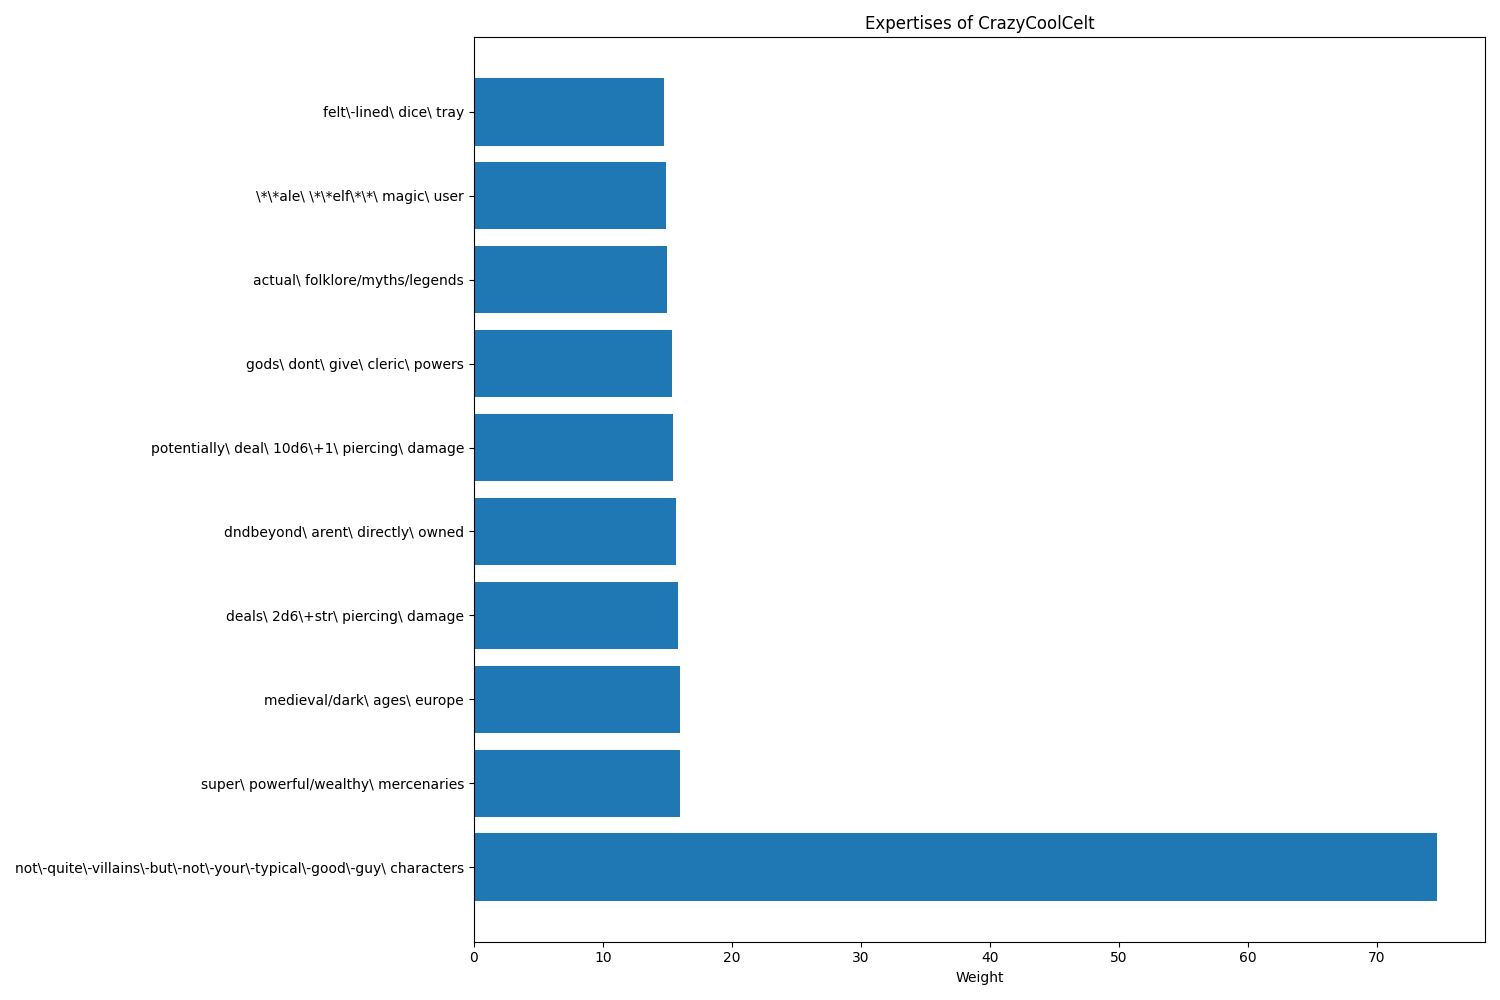 Expertises of CrazyCoolCelt
felt\-lined\ dice\ tray
\*\*ale\ \*\*elf\*\*\ magic\ user
actual\ folklore/myths/legends
gods\ dont\ give\ cleric\ powers
potentially\ deal\ 10d6\+1\ piercing\ damage
dndbeyond\ arent\ directly\ owned
deals\ 2d6\+str\ piercing\ damage
medieval/dark\ ages\ europe
super\ powerful/wealthy\ mercenaries
not\-quite\-villains\-but\-not\-your\-typical\-good\-guy\ characters
0 10 20 30 40 50 60 70
Weight